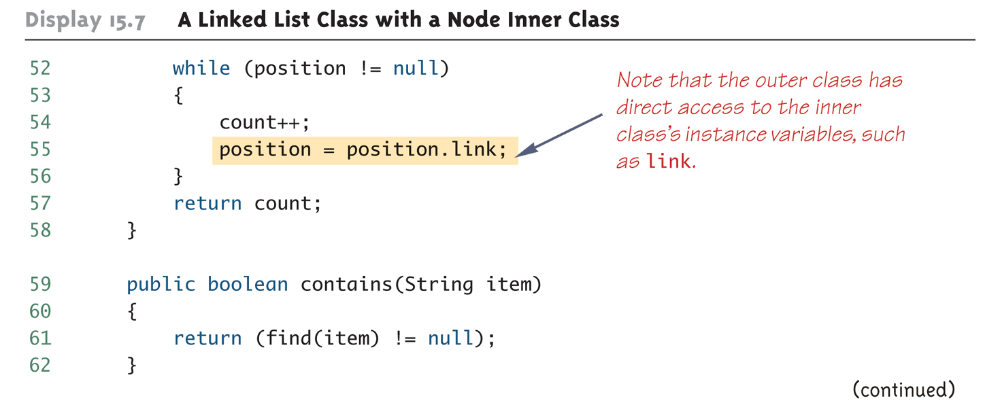 Display 15.7 A Linked List Class with a Node Inner Class
52 while (position != null)
53 {
54 count++;
55 position = position.link;
56 }
57 return count;
58 }
Note that the outer class has
direct access to the inner
class's instance variables, such
as link.
59 public boolean contains(String item)
60 {
61 return (find(item) != null);
62 }
(continued)